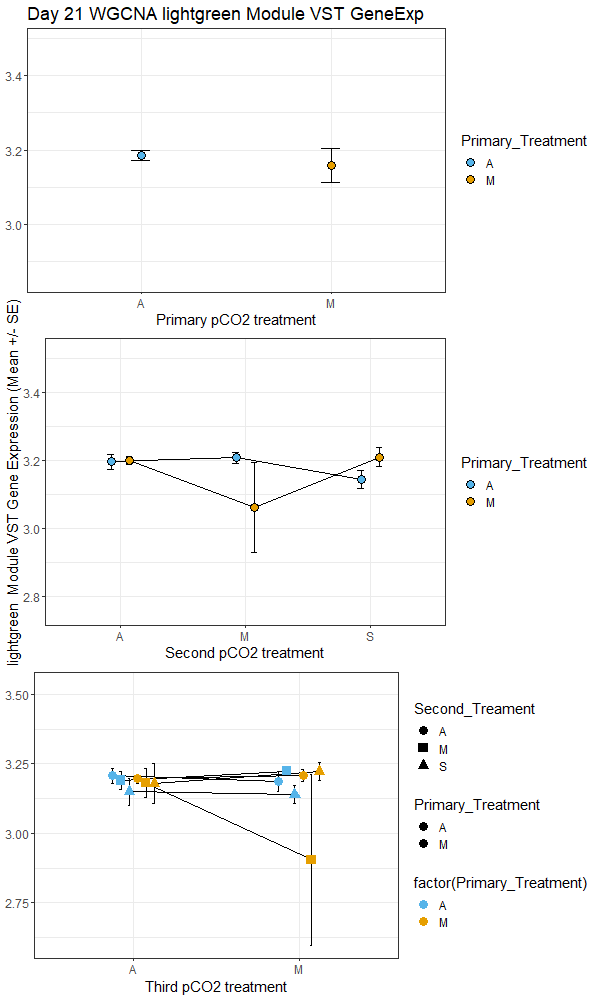 Day 21 WGCNA lightgreen Module VST GeneExp
3.4
3.2
3.0
A
M
Primary pCO2 treatment
Primary_Treatment
A
M
lightgreen  Module VST Gene Expression (Mean +/- SE)
3.4
3.2
3.0
2.8
A
M
S
Second pCO2 treatment
Primary_Treatment
A
M
3.50
3.25
3.00
2.75
A
M
Third pCO2 treatment
Second_Treament
A
M
S
Primary_Treatment
A
M
factor(Primary_Treatment)
A
M